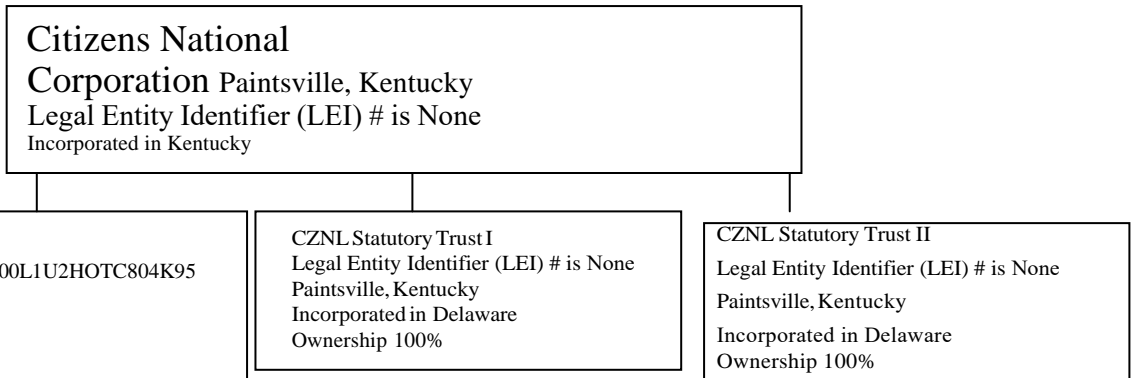 Citizens National
Corporation Paintsville, Kentucky
Legal Entity Identifier (LEI) # is None
Incorporated in Kentucky
00L1U2HOTC804K95
CZNL Statutory Trust I
Legal Entity Identifier (LEI) # is None
Paintsville, Kentucky
Incorporated in Delaware
Ownership 100%
CZNL Statutory Trust II
Legal Entity Identifier (LEI) # is None
Paintsville, Kentucky
Incorporated in Delaware
Ownership 100%